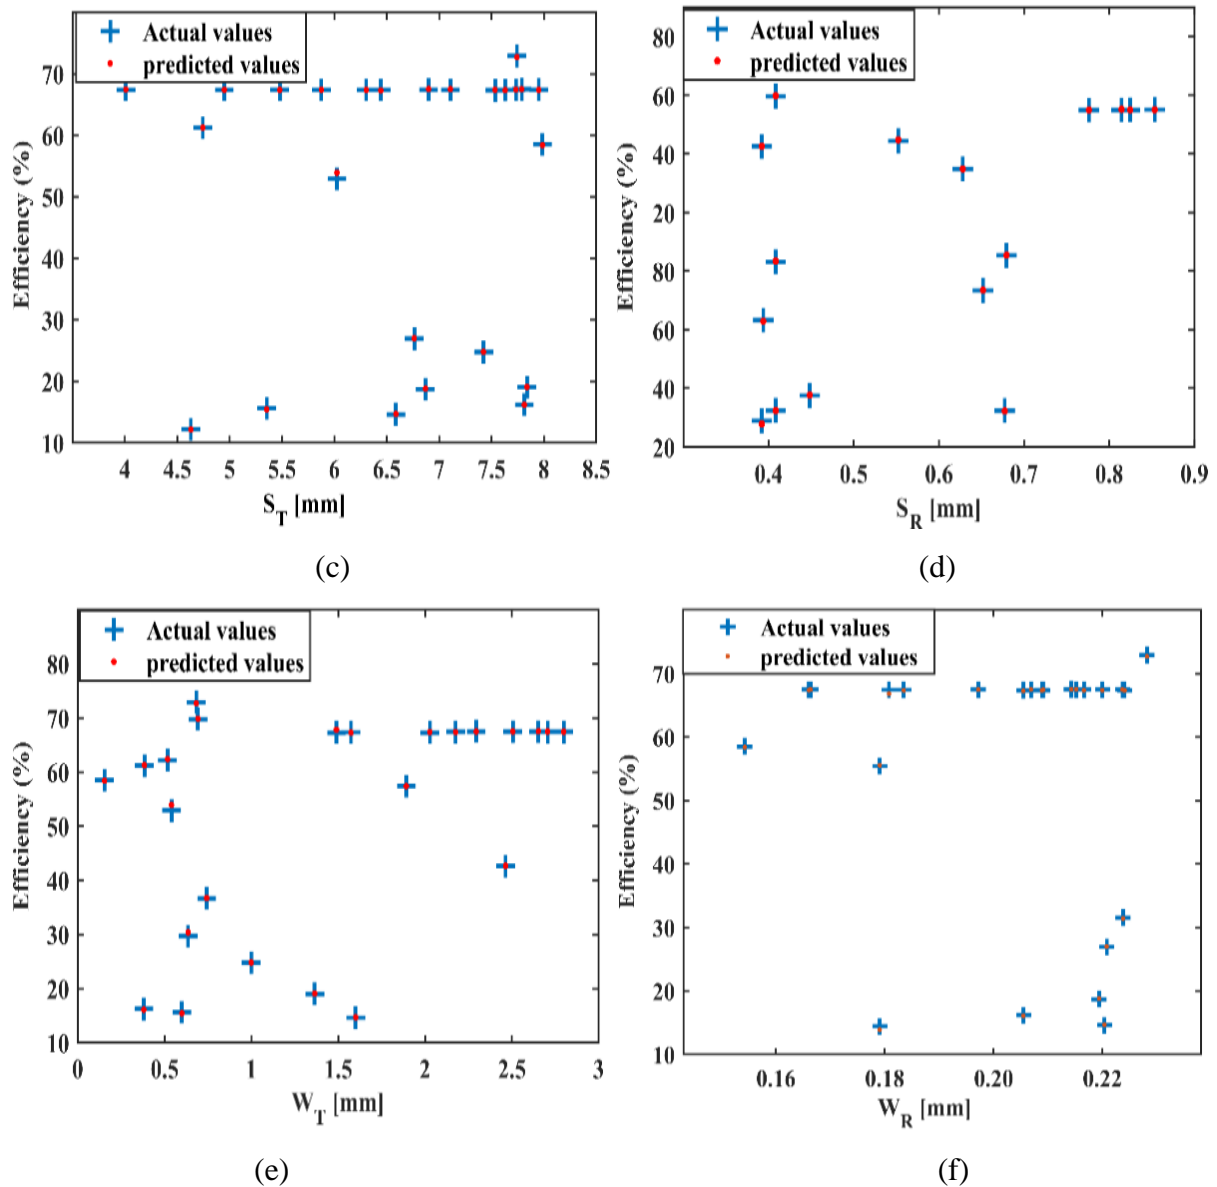 Actual values
predicted values
70
60
50
40
30
20
10
Efficiency (%)
4 4.5 5 5.5 6 6.5 7 7.5 8 8.5
S_T [mm]
(c)
Actual values
predicted values
80
60
40
20
80
60
40
20
Efficiency (%)
0.4 0.5 0.6 0.7 0.8 0.9
S_R [mm]
(d)
Actual values
predicted values
80
70
60
50
40
30
20
10
Efficiency (%)
0 0.5 1 1.5 2 2.5 3
W_T [mm]
(e)
Actual values
predicted values
70
60
50
40
30
20
10
Efficiency (%)
0.16 0.18 0.20 0.22
W_R [mm]
(f)